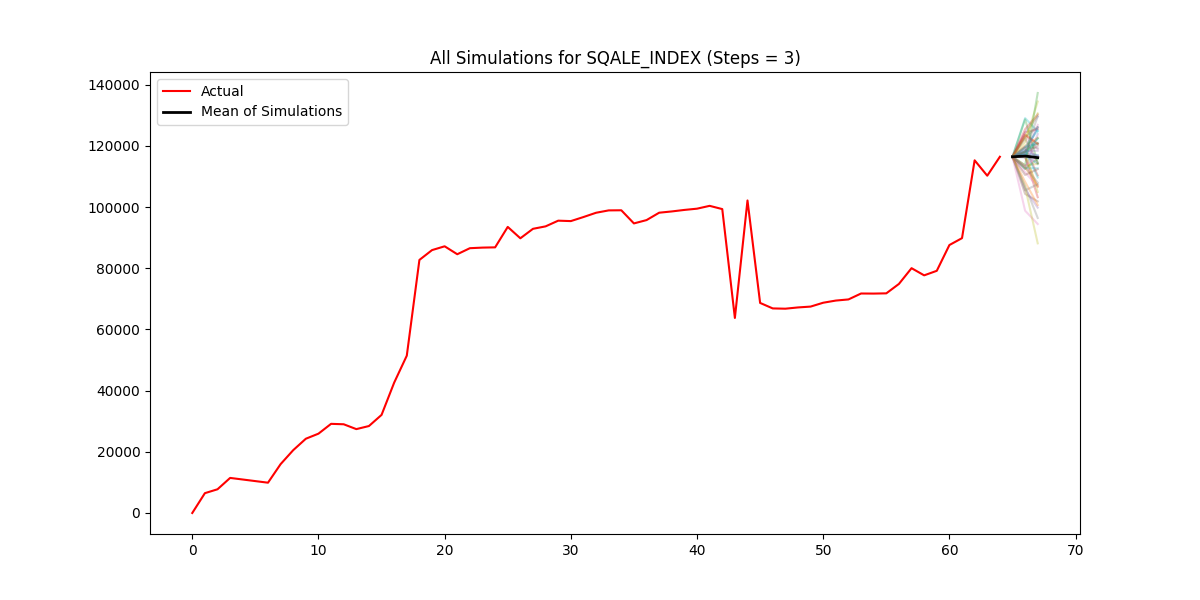 All Simulations for SQALE_INDEX (Steps = 3)
Actual
Mean of Simulations
140000
120000
100000
80000
60000
40000
20000
0
0 10 20 30 40 50 60 70